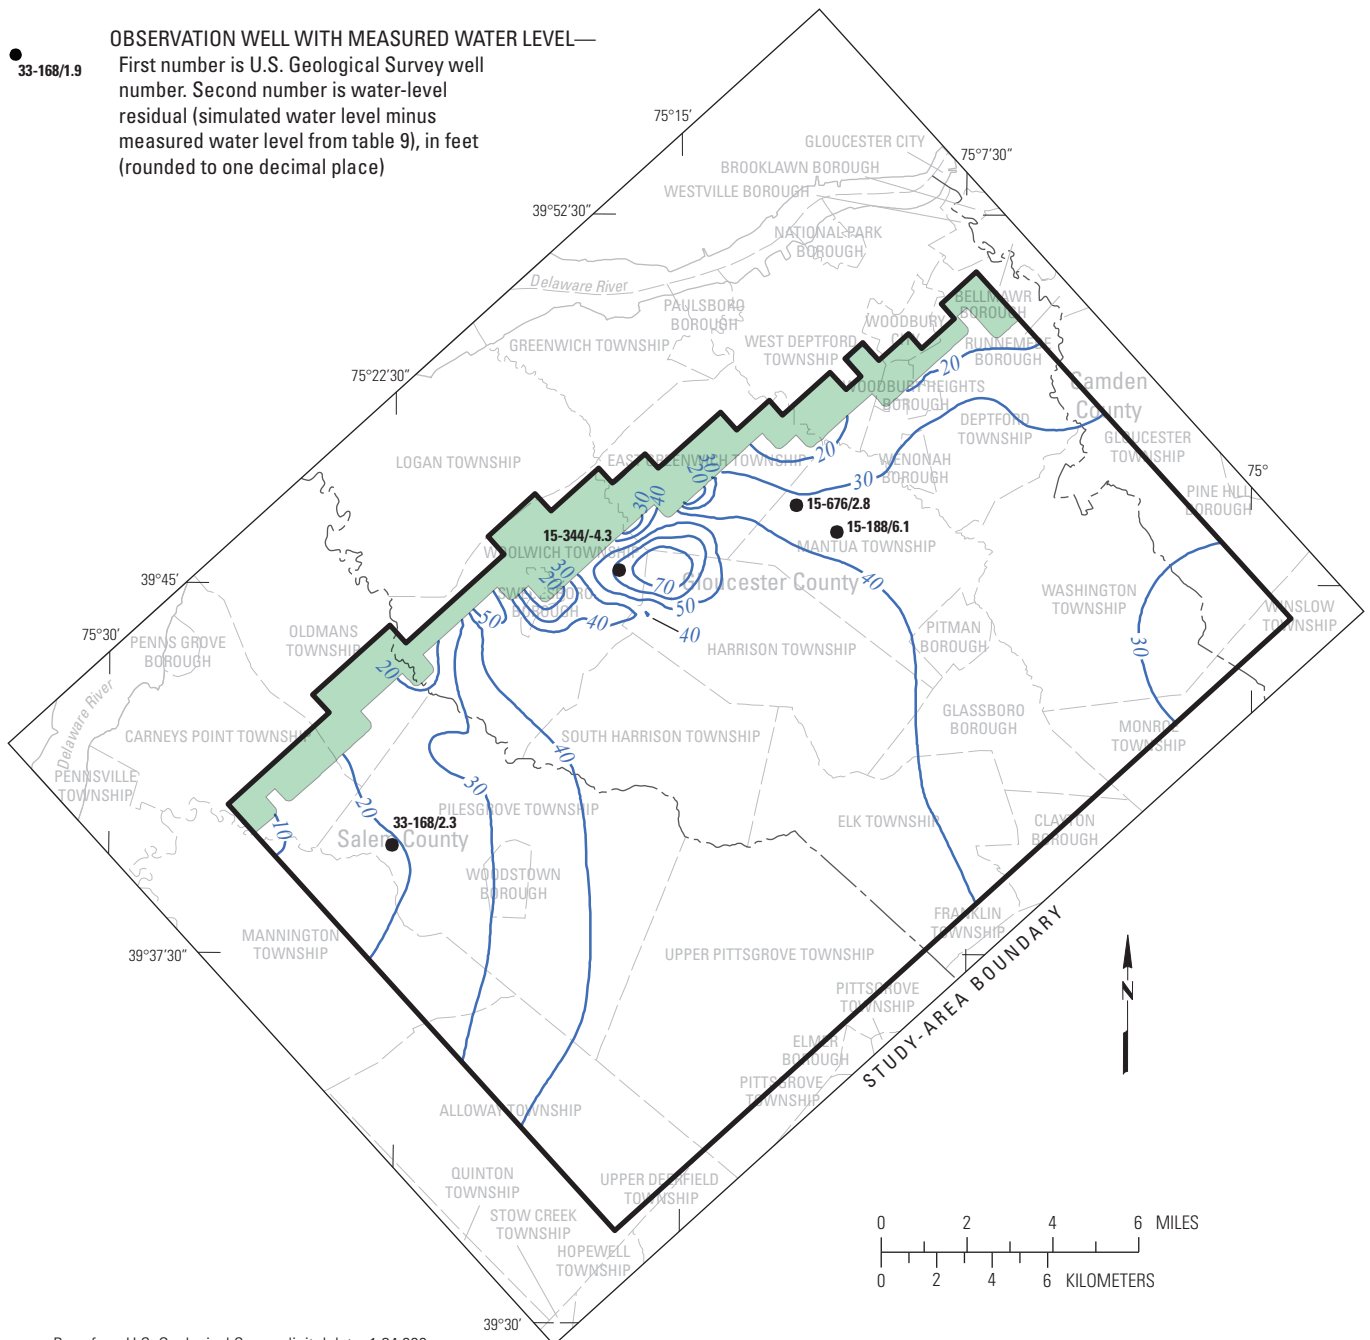 OBSERVATION WELL WITH MEASURED WATER LEVEL—
33-168/1.9
First number is U.S. Geological Survey well
number. Second number is water-level
residual (simulated water level minus
measured water level from table 9), in feet
(rounded to one decimal place)
75°15'
GLOUCESTER CITY
75°7'30"
BROOKLAWN BOROUGH
WESTVILLE BOROUGH
39°52'30"
NATIONAL PARK
BOROUGH
Delaware River
PAULSBORO
BOROUGH
BELLMAWR
BOROUGH
WOODBURY
CITY
GREENWICH TOWNSHIP
WEST DEPTFORD
TOWNSHIP
RUNNEMEDE
BOROUGH
20
75°22'30"
WOODBURY HEIGHTS
BOROUGH
Camden
County
DEPTFORD
TOWNSHIP
GLOUCESTER
TOWNSHIP
LOGAN TOWNSHIP
EAST GREENWICH TOWNSHIP
20
WENONAH
BOROUGH
75°
30
20
30
PINE HILL
BOROUGH
30
40
15-676/2.8
15-188/6.1
15-344/-4.3
MANTUA TOWNSHIP
WOOLWICH TOWNSHIP
39°45'
30
20
SWEDESBORO
BOROUGH
70
Gloucester County
40
50
50
40
40
WASHINGTON
TOWNSHIP
WINSLOW
TOWNSHIP
75°30'
PENNS GROVE
BOROUGH
OLDMANS
TOWNSHIP
20
HARRISON TOWNSHIP
PITMAN
BOROUGH
30
Delaware River
CARNEYS POINT TOWNSHIP
SOUTH HARRISON TOWNSHIP
40
GLASSBORO
BOROUGH
MONROE
TOWNSHIP
PENNSVILLE
TOWNSHIP
30
20
PILESGROVE TOWNSHIP
10
33-168/2.3
Salem County
ELK TOWNSHIP
CLAYTON
BOROUGH
WOODSTOWN
BOROUGH
FRANKLIN
TOWNSHIP
MANNINGTON
TOWNSHIP
39°37'30"
UPPER PITTSGROVE TOWNSHIP
PITTSGROVE
TOWNSHIP
STUDY-AREA BOUNDARY
N
ELMER
BOROUGH
PITTSGROVE
TOWNSHIP
ALLOWAY TOWNSHIP
QUINTON
TOWNSHIP
UPPER DEERFIELD
TOWNSHIP
STOW CREEK
TOWNSHIP
HOPEWELL
TOWNSHIP
0 2 4 6 MILES
0 2 4 6 KILOMETERS
39°30'